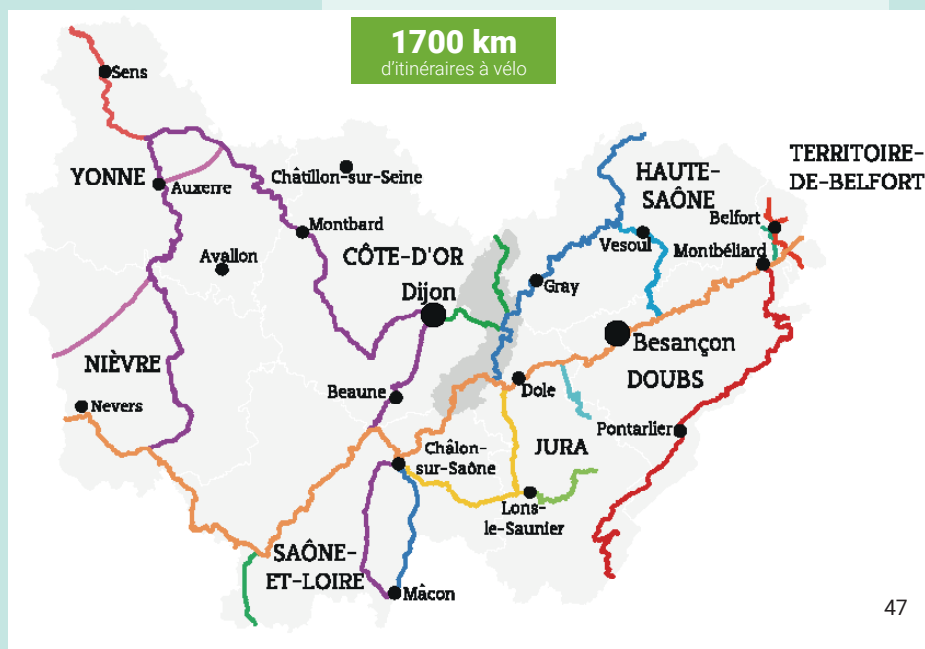 1700 km
d'itinéraires à vélo
Sens
YONNE
Auxerre
Châtillon-sur-Seine
HAUTE-
SAÔNE
TERRITOIRE-
DE-BELFORT
Belfort
Montbard
Vesoul
Montbéliard
Avallon
CÔTE-D'OR
Gray
Dijon
Besançon
NIÈVRE
DOUBS
Nevers
Beaune
Dole
Pontarlier
Châlon-
sur-Saône
JURA
Lons-
le-Saunier
SAÔNE-
ET-LOIRE
Mâcon
47